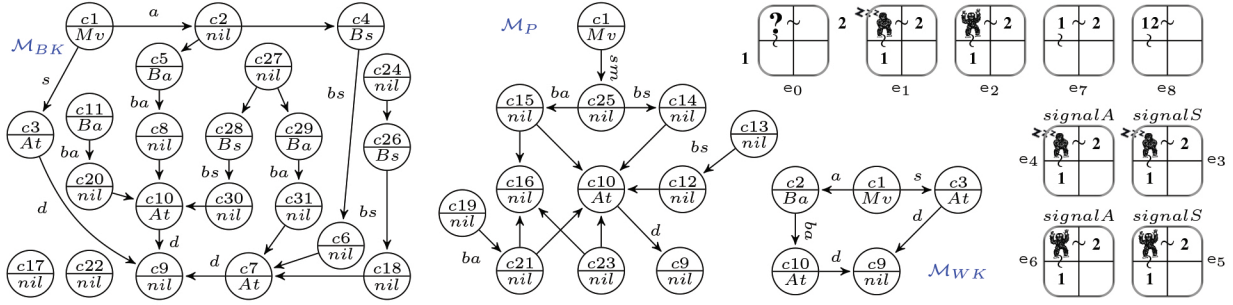 M_BK
c1
Mv
a
c2
nil
c4
Bs
s
c5
Ba
c27
nil
c24
nil
ba
bs
c11
Ba
c3
At
c8
nil
c28
Bs
c29
Ba
c26
Bs
ba
bs
ba
c20
nil
c10
At
c30
nil
c31
nil
d
d
bs
c6
nil
c17
nil
c22
nil
c9
nil
d
c7
At
c18
nil
M_P
c1
Mv
sm
c15
nil
ba
c25
nil
bs
c14
nil
c13
nil
bs
c16
nil
c10
At
c12
nil
c19
nil
ba
d
c21
nil
c23
nil
c9
nil
c2
Ba
a
c1
Mv
s
c3
At
ba
d
c10
At
d
c9
nil
M_WK
? ~ 2
~
1
e0
zzz ~ 2
1
e1
~ 2
1
e2
1 ~ 2
~
e7
12 ~
~
e8
signalA
zzz ~ 2
1
e4
signalS
zzz ~ 2
1
e3
signalA
~ 2
1
e6
signalS
~ 2
1
e5